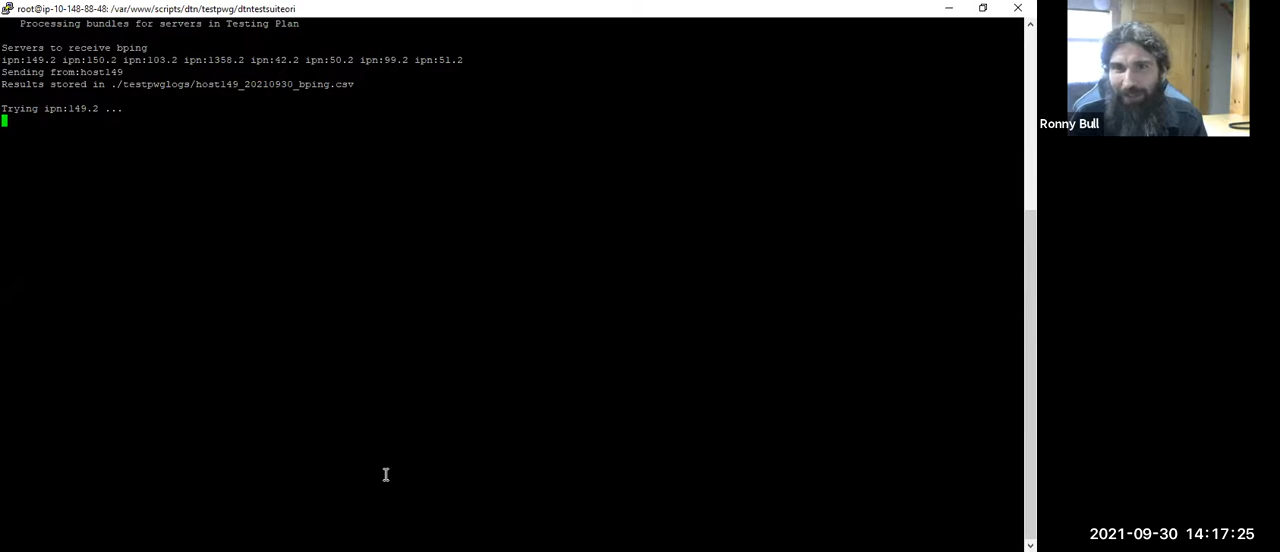 root@ip-10-148-88-48: /var/www/scripts/dtn/testpwg/dtntestsuiteori
Processing bundles for servers in Testing Plan
Servers to receive bping
ipn:149.2 ipn:150.2 ipn:103.2 ipn:1358.2 ipn:42.2 ipn:50.2 ipn:99.2 ipn:51.2
Sending from:host149
Results stored in ./testpwglogs/host149_20210930_bping.csv
Trying ipn:149.2 ...
Ronny Bull
2021-09-30 14:17:25